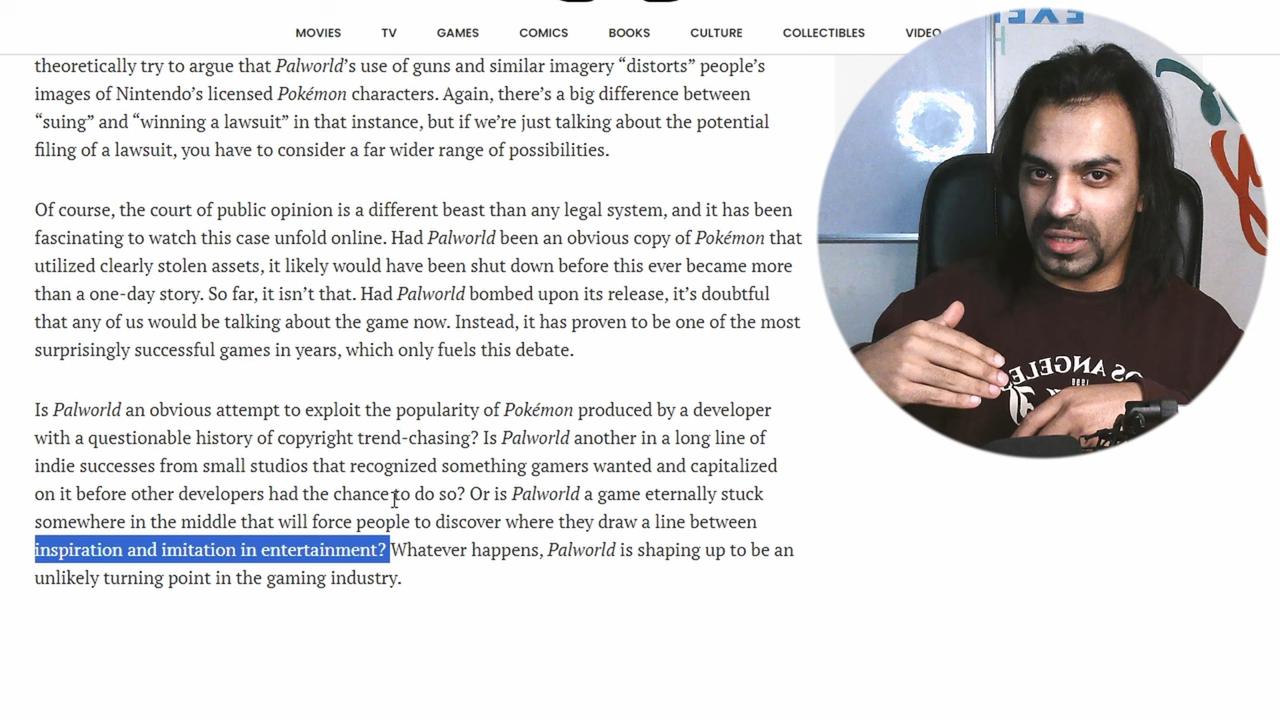 MOVIES TV GAMES COMICS BOOKS CULTURE COLLECTIBLES VIDEO
theoretically try to argue that Palworld’s use of guns and similar imagery “distorts” people’s
images of Nintendo’s licensed Pokémon characters. Again, there’s a big difference between
“suing” and “winning a lawsuit” in that instance, but if we’re just talking about the potential
filing of a lawsuit, you have to consider a far wider range of possibilities.
Of course, the court of public opinion is a different beast than any legal system, and it has been
fascinating to watch this case unfold online. Had Palworld been an obvious copy of Pokémon that
utilized clearly stolen assets, it likely would have been shut down before this ever became more
than a one-day story. So far, it isn’t that. Had Palworld bombed upon its release, it’s doubtful
that any of us would be talking about the game now. Instead, it has proven to be one of the most
surprisingly successful games in years, which only fuels this debate.
Is Palworld an obvious attempt to exploit the popularity of Pokémon produced by a developer
with a questionable history of copyright trend-chasing? Is Palworld another in a long line of
indie successes from small studios that recognized something gamers wanted and capitalized
on it before other developers had the chance to do so? Or is Palworld a game eternally stuck
somewhere in the middle that will force people to discover where they draw a line between
inspiration and imitation in entertainment? Whatever happens, Palworld is shaping up to be an
unlikely turning point in the gaming industry.
LOS ANGELES